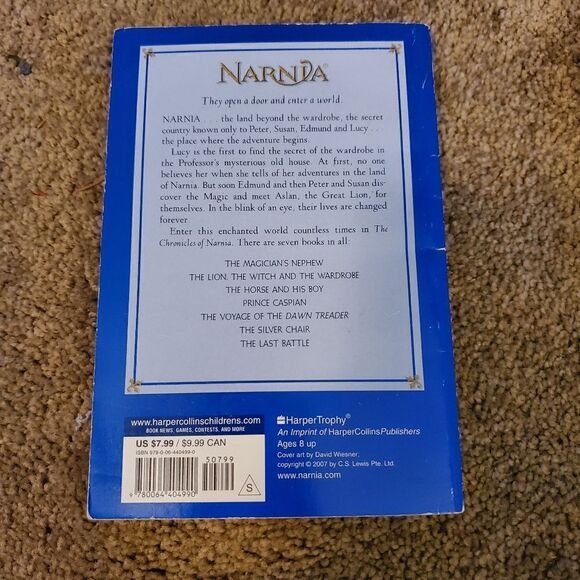 NARNIA®
They open a door and enter a world.
NARNIA . . . the land beyond the wardrobe, the secret
country known only to Peter, Susan, Edmund and Lucy . . .
the place where the adventure begins.
Lucy is the first to find the secret of the wardrobe in
the Professor's mysterious old house. At first, no one
believes her when she tells of her adventures in the land
of Narnia. But soon Edmund and then Peter and Susan dis-
cover the Magic and meet Aslan, the Great Lion, for
themselves. In the blink of an eye, their lives are changed
forever.
Enter this enchanted world countless times in The
Chronicles of Narnia. There are seven books in all:
THE MAGICIAN'S NEPHEW
THE LION, THE WITCH AND THE WARDROBE
THE HORSE AND HIS BOY
PRINCE CASPIAN
THE VOYAGE OF THE DAWN TREADER
THE SILVER CHAIR
THE LAST BATTLE
www.harpercollinschildrens.com
BOOK NEWS, GAMES, CONTESTS, AND MORE
US $7.99 / $9.99 CAN
ISBN 978-0-06-440499-0
50799
9 780064 404990
S
HarperTrophy®
An Imprint of HarperCollinsPublishers
Ages 8 up
Cover art by David Wiesner;
copyright © 2007 by C.S. Lewis Pte. Ltd.
www.narnia.com